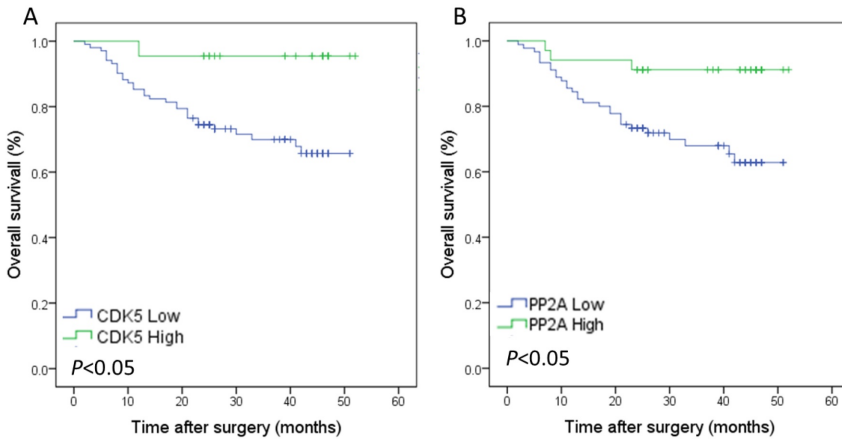 A
1.0
0.8
0.6
0.4
0.2
0.0
Overall survivall (%)
CDK5 Low
CDK5 High
P<0.05
0 10 20 30 40 50 60
Time after surgery (months)
B
1.0
0.8
0.6
0.4
0.2
0.0
Overall survivall (%)
PP2A Low
PP2A High
P<0.05
0 10 20 30 40 50 60
Time after surgery (months)